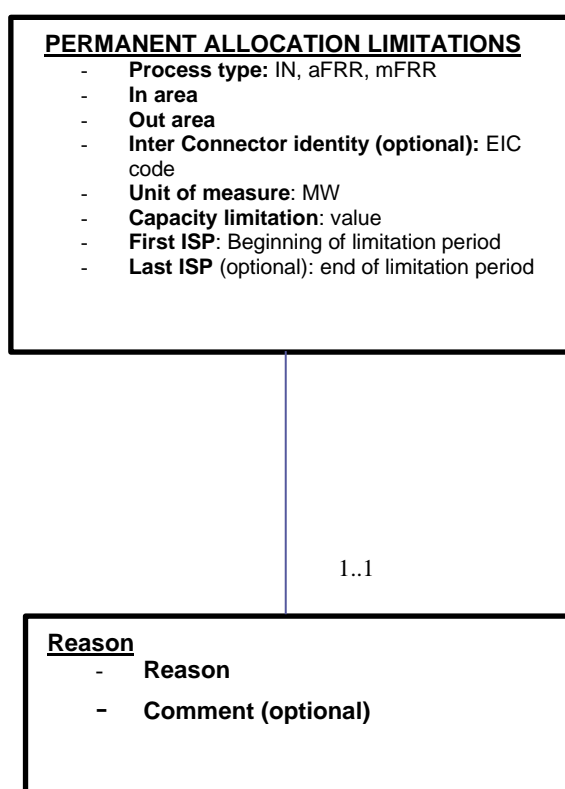 PERMANENT ALLOCATION LIMITATIONS
- Process type: IN, aFRR, mFRR
- In area
- Out area
- Inter Connector identity (optional): EIC
code
- Unit of measure: MW
- Capacity limitation: value
- First ISP: Beginning of limitation period
- Last ISP (optional): end of limitation period
1..1
Reason
- Reason
- Comment (optional)